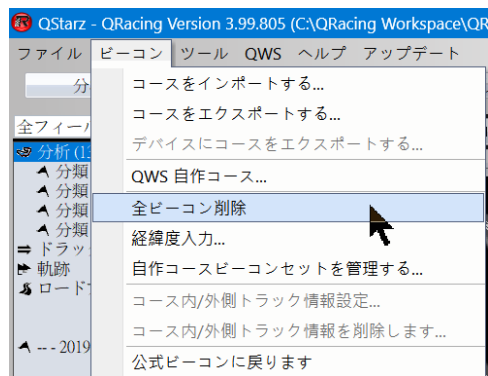 QStarz - QRacing Version 3.99.805 (C:\QRacing Workspace\QR
ファイル ビーコン ツール QWS ヘルプ アップデート
分
コースをインポートする...
コースをエクスポートする...
全フィー
デバイスにコースをエクスポートする...
分析 (13
分類
QWS 自作コース...
分類
分類
全ビーコン削除
分類
経緯度入力...
ドラッ
軌跡
自作コースビーコンセットを管理する...
ロード
コース内/外側トラック情報設定...
コース内/外側トラック情報を削除します...
--- 2019
公式ビーコンに戻ります